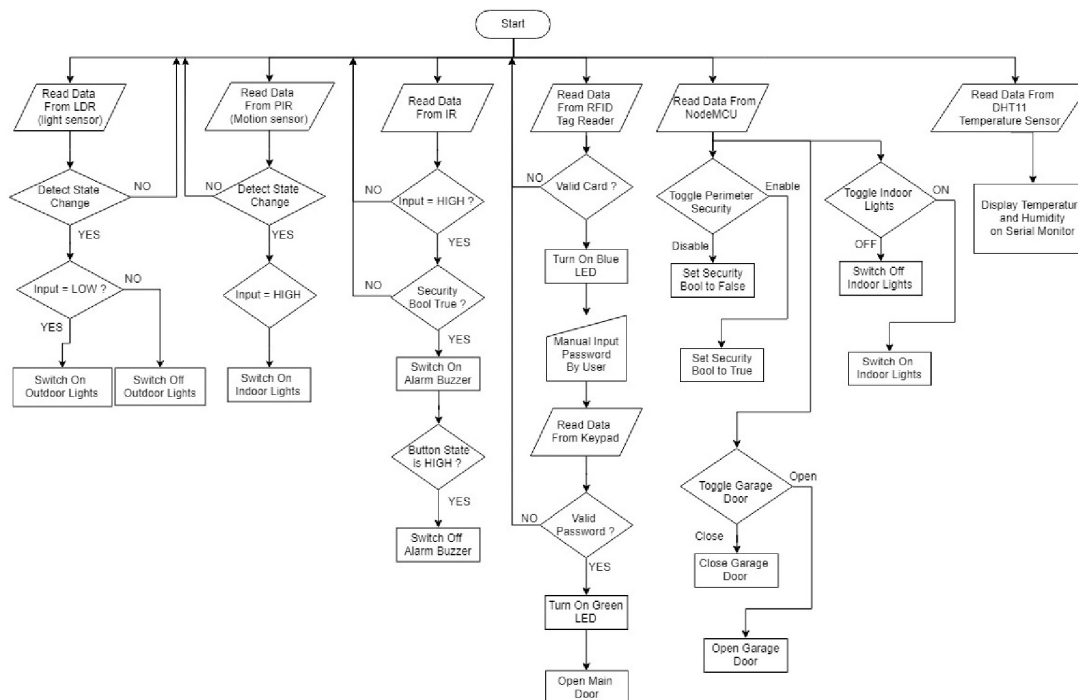 Start
Read Data
From LDR
(light sensor)
Detect State
Change
NO
YES
Input = LOW ?
NO
YES
Switch On
Outdoor Lights
Switch Off
Outdoor Lights
Read Data
From PIR
(Motion sensor)
NO
Detect State
Change
YES
Input = HIGH
Switch On
Indoor Lights
Read Data
From IR
NO
Input = HIGH ?
YES
NO
Security
Bool True ?
YES
Switch On
Alarm Buzzer
Button State
is HIGH ?
YES
Switch Off
Alarm Buzzer
Read Data
From RFID
Tag Reader
NO
Valid Card ?
YES
Turn On Blue
LED
Manual Input
Password
By User
Read Data
From Keypad
NO
Valid
Password ?
YES
Turn On Green
LED
Open Main
Door
Read Data From
NodeMCU
Toggle Perimeter
Security
Enable
Disable
Set Security
Bool to False
Set Security
Bool to True
Toggle Indoor
Lights
ON
OFF
Switch Off
Indoor Lights
Switch On
Indoor Lights
Toggle Garage
Door
Open
Close
Close Garage
Door
Open Garage
Door
Read Data From
DHT11
Temperature Sensor
Display Temperatur
and Humidity
on Serial Monitor